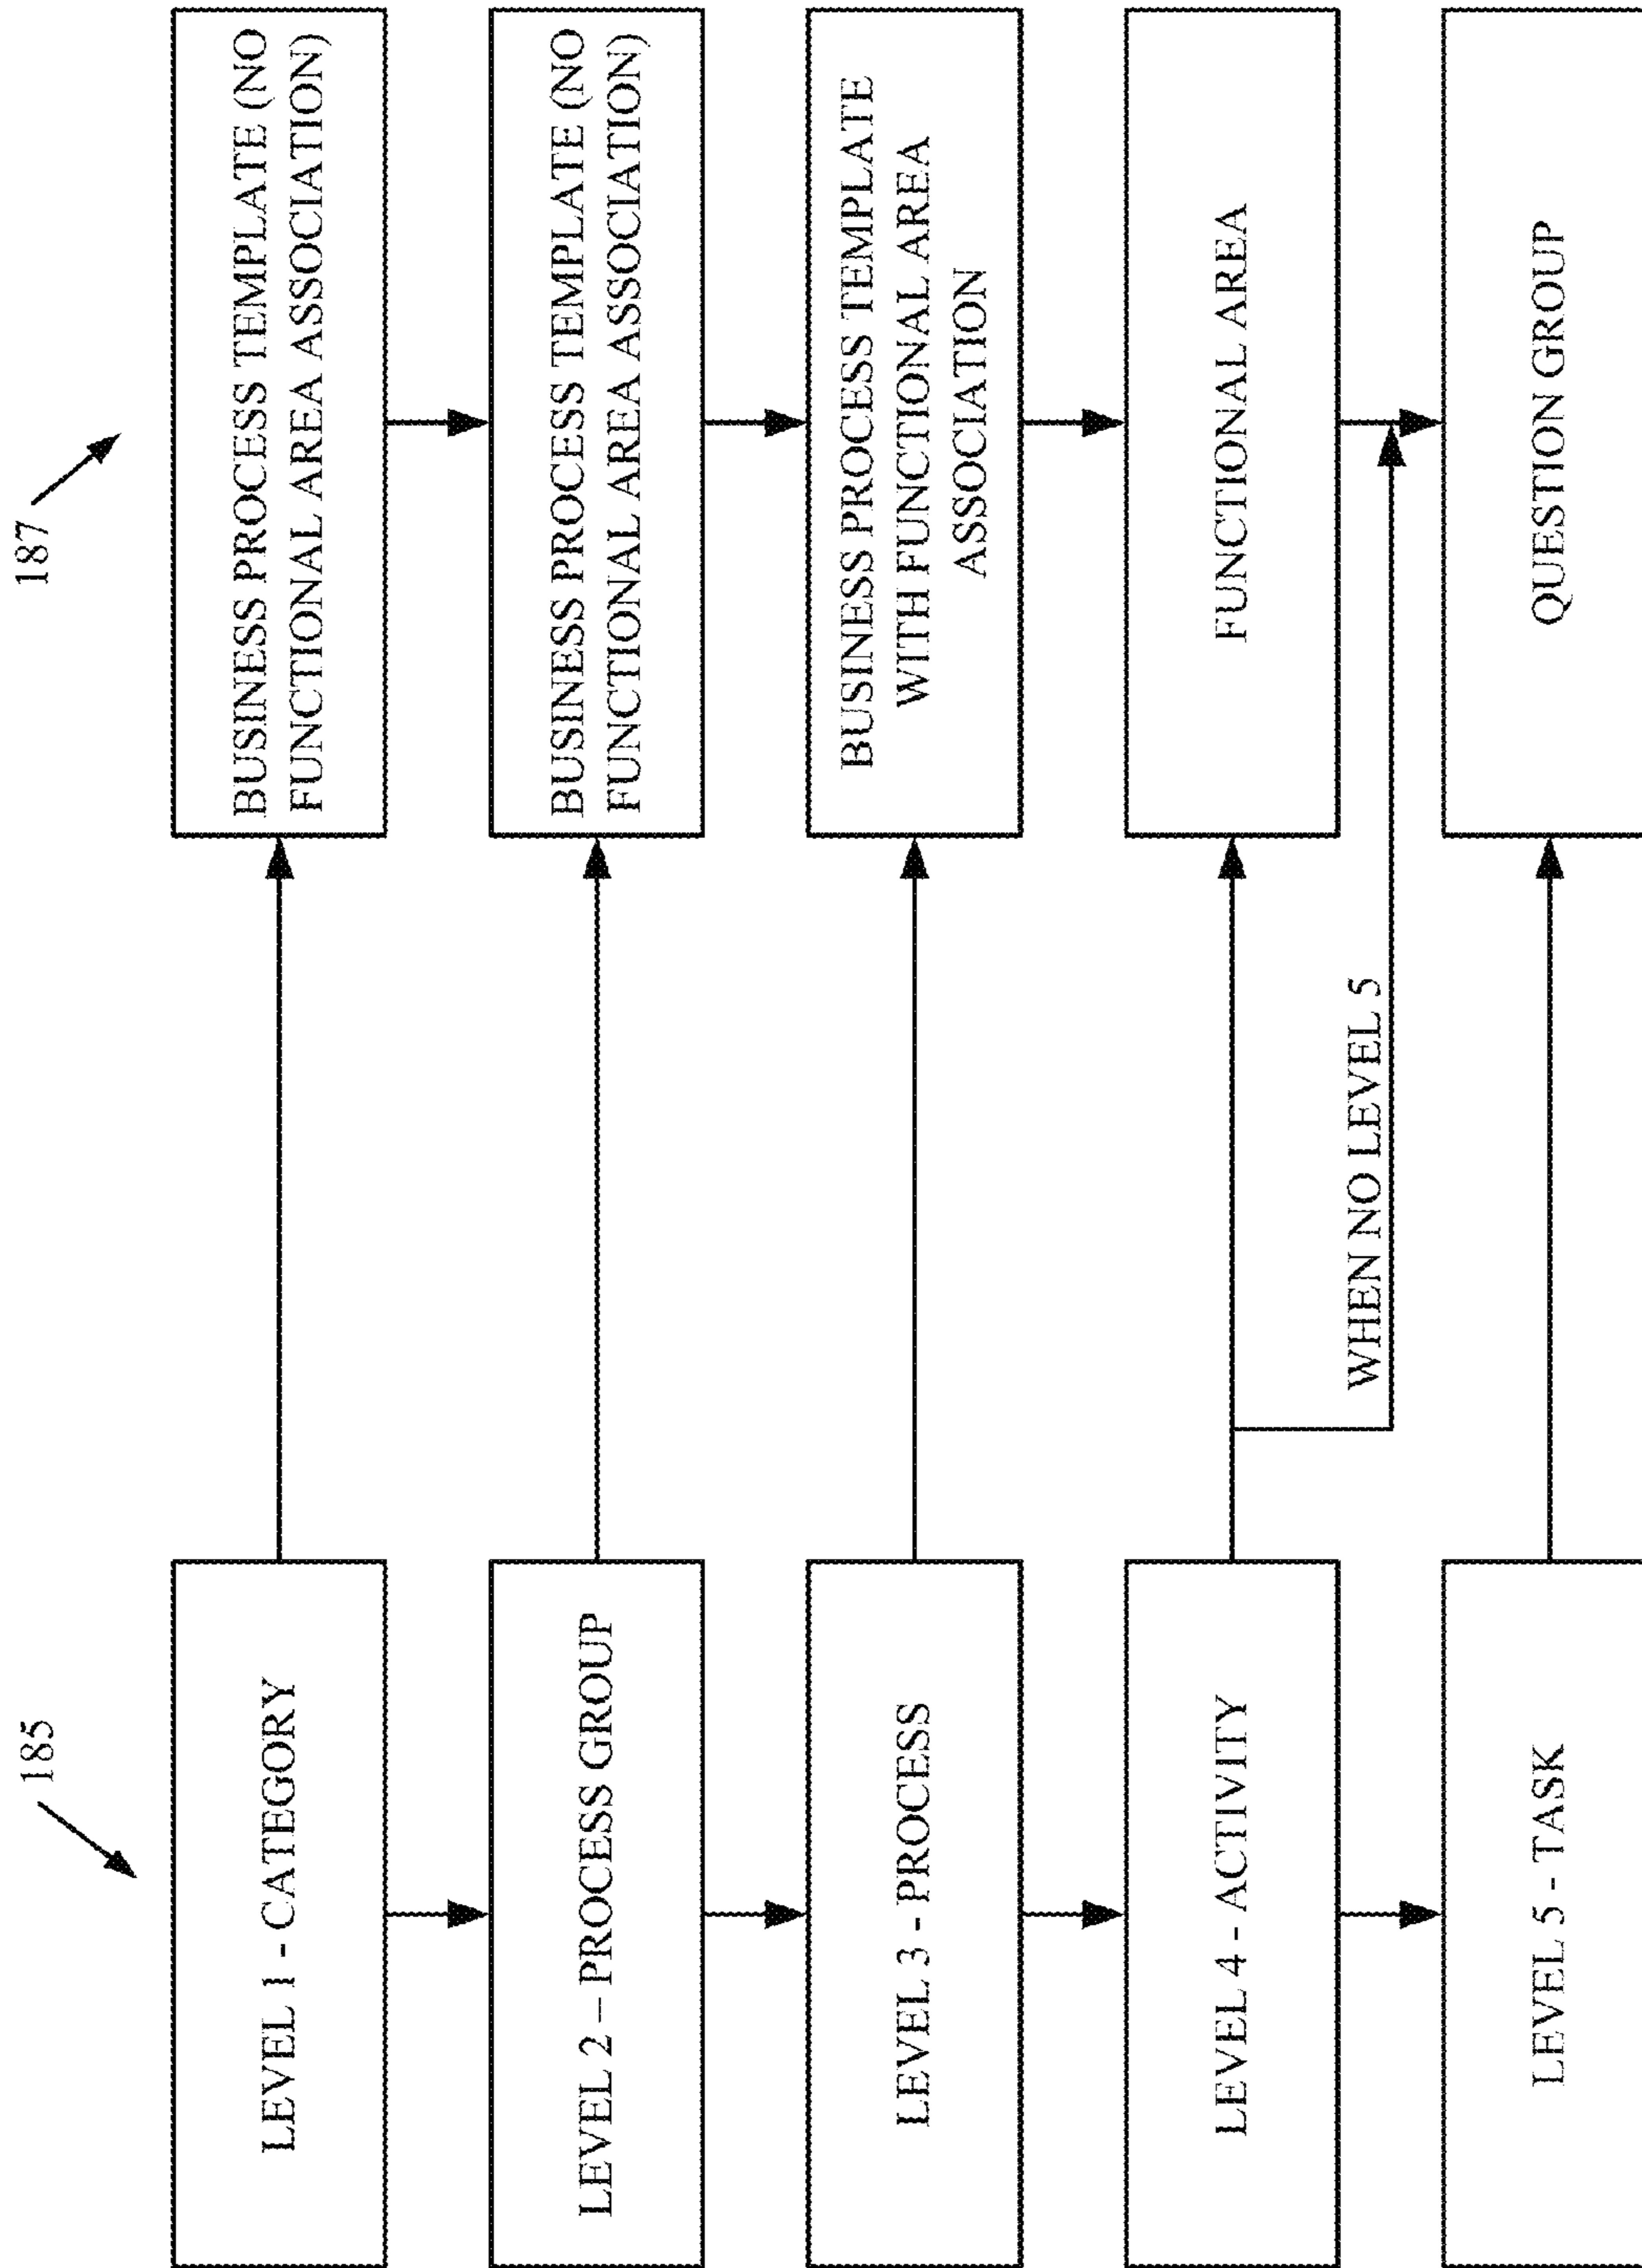 185
187
LEVEL 1 - CATEGORY
BUSINESS PROCESS TEMPLATE (NO
FUNCTIONAL AREA ASSOCIATION)
LEVEL 2 – PROCESS GROUP
BUSINESS PROCESS TEMPLATE (NO
FUNCTIONAL AREA ASSOCIATION)
LEVEL 3 - PROCESS
BUSINESS PROCESS TEMPLATE
WITH FUNCTIONAL AREA
ASSOCIATION
LEVEL 4 - ACTIVITY
FUNCTIONAL AREA
WHEN NO LEVEL 5
LEVEL 5 - TASK
QUESTION GROUP